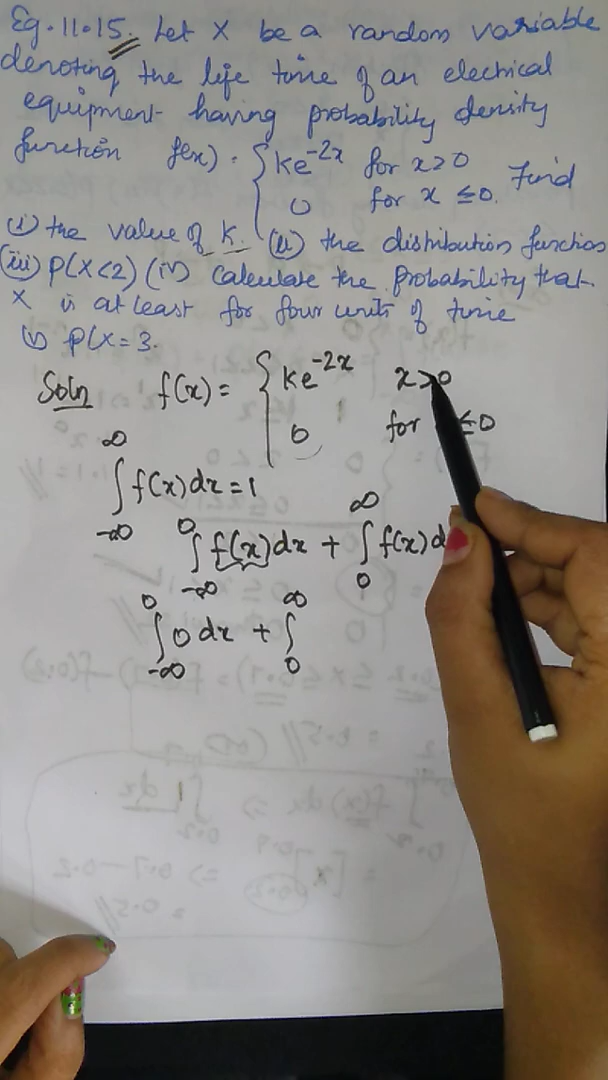 Eg. 11.15. Let X be a random variable
denoting the life time of an electrical
equipment having probability density
function f(x) = { ke^-2x for x>0 Find
0 for x ≤0.
(i) the value of k. (ii) the distribution function
(iii) P(X<2) (iv) Calculate the probability that
X is at least for four units of time
(v) P(X=3.
Soln f(x) = { ke^-2x x>0
0 for ≤0
∞∫-∞ f(x)dx=1
0∫-∞ f(x)dx + ∞∫0 f(x)d
0∫-∞ 0 dx + ∞∫0